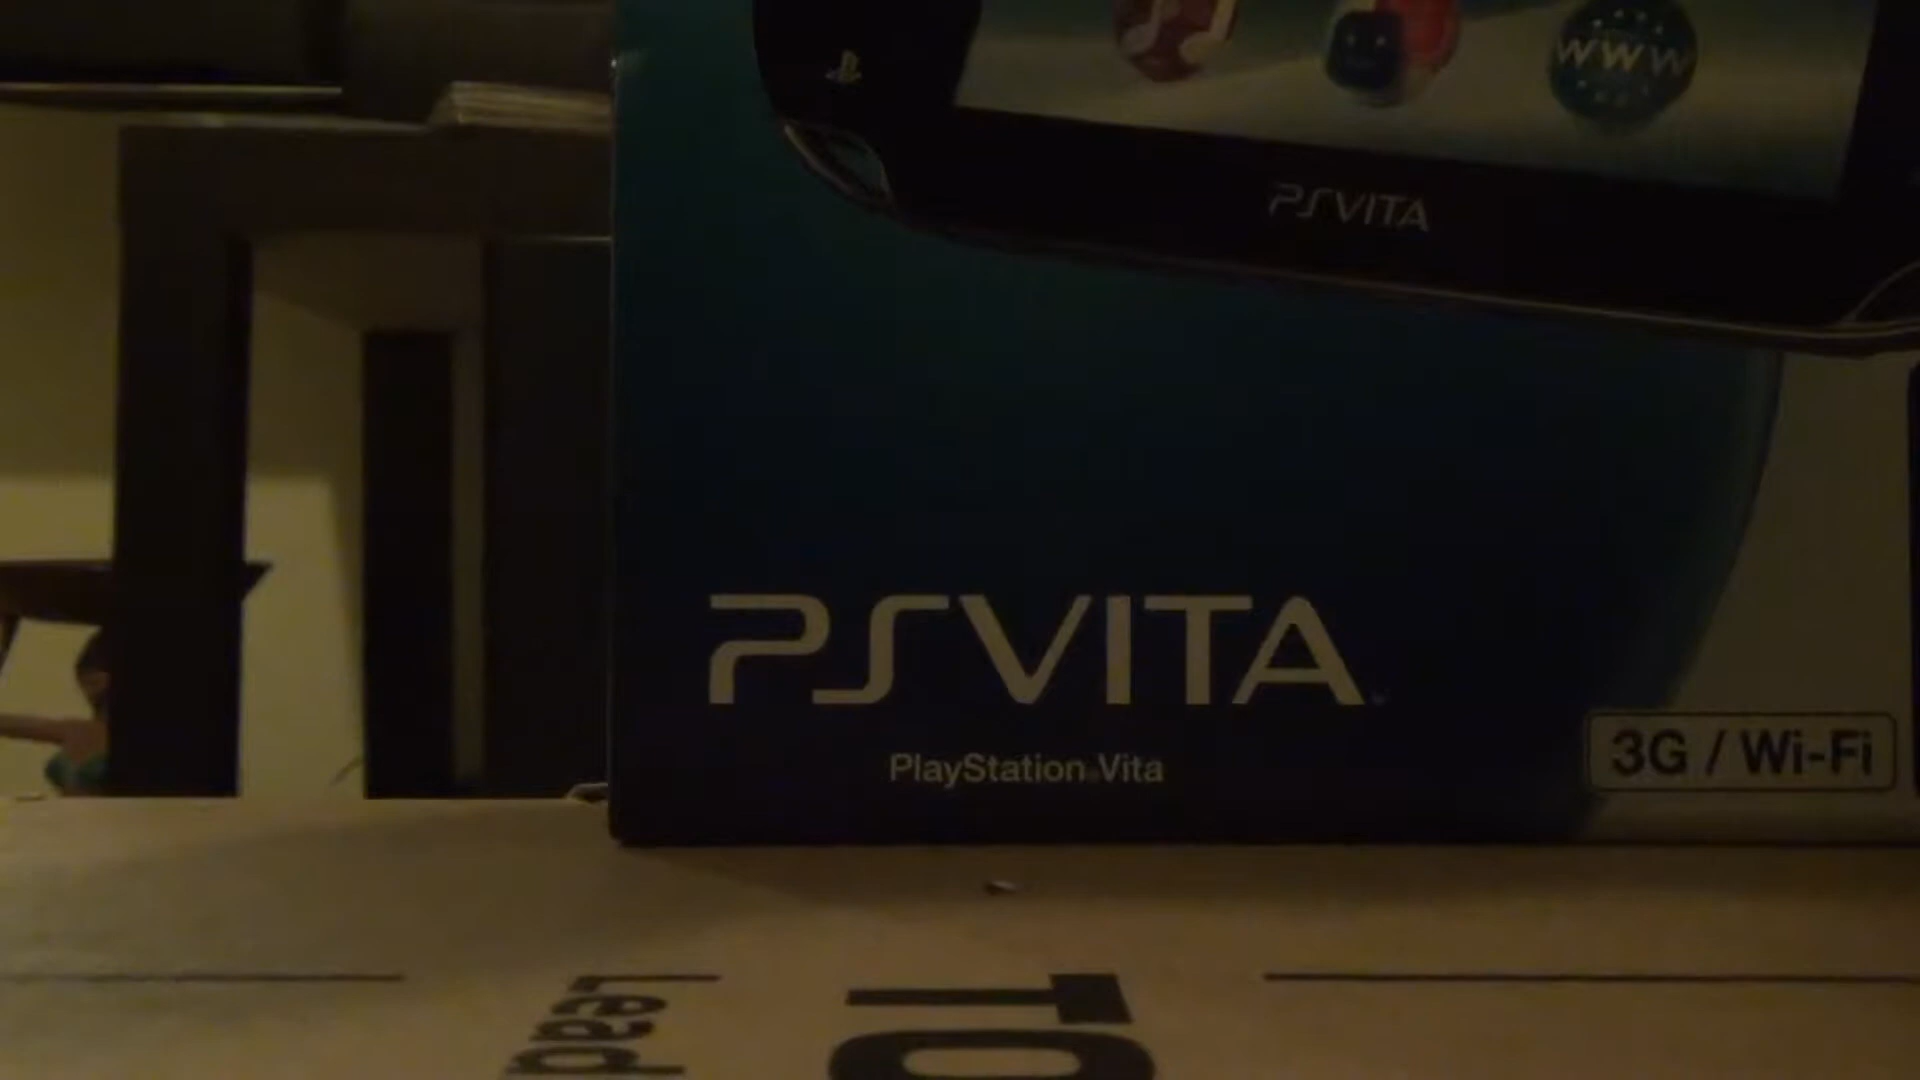 WWW
PSVITA
PSVITA
PlayStation Vita
3G / Wi-Fi
Lead
TO